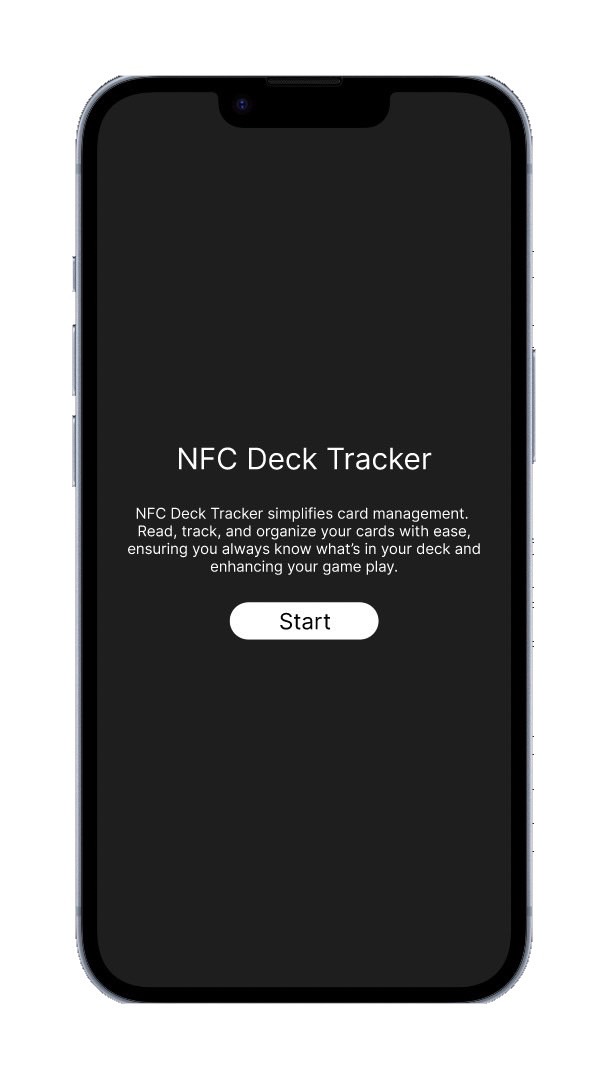 NFC Deck Tracker
NFC Deck Tracker simplifies card management.
Read, track, and organize your cards with ease,
ensuring you always know what’s in your deck and
enhancing your game play.
Start